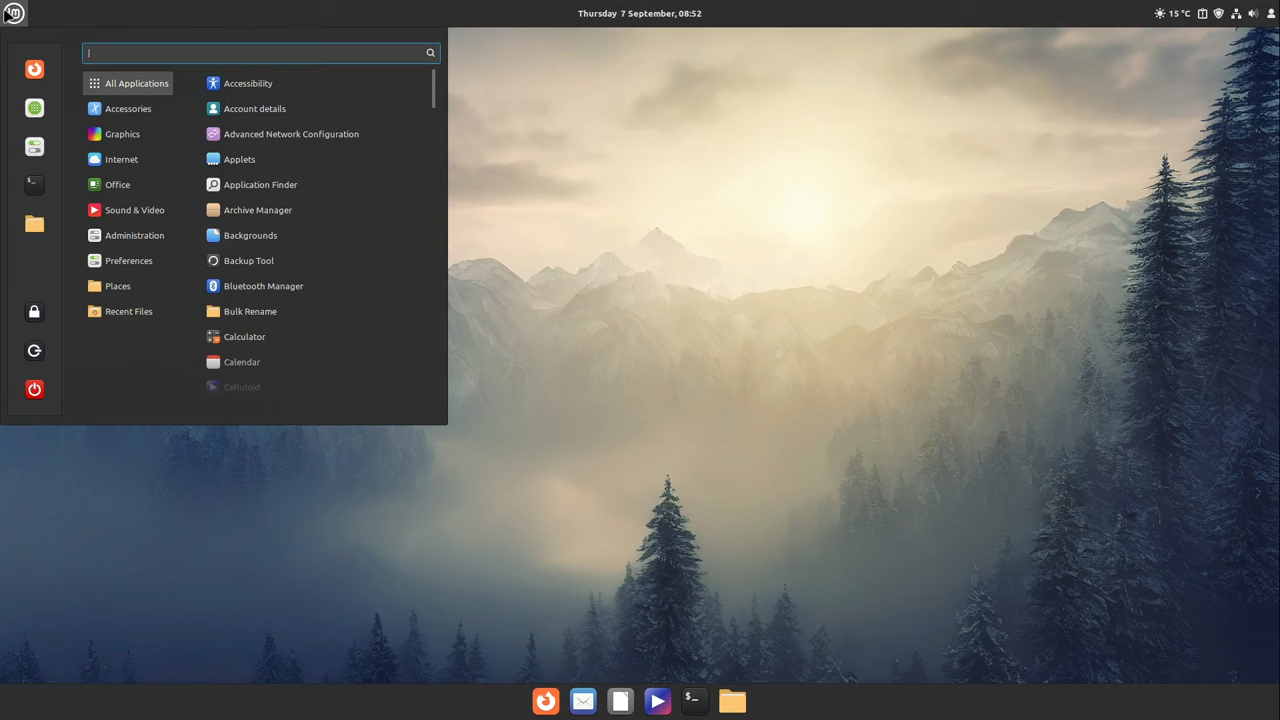 Thursday 7 September, 08:52
15 °C
All Applications
Accessories
Graphics
Internet
Office
Sound & Video
Administration
Preferences
Places
Recent Files
Accessibility
Account details
Advanced Network Configuration
Applets
Application Finder
Archive Manager
Backgrounds
Backup Tool
Bluetooth Manager
Bulk Rename
Calculator
Calendar
Celluloid